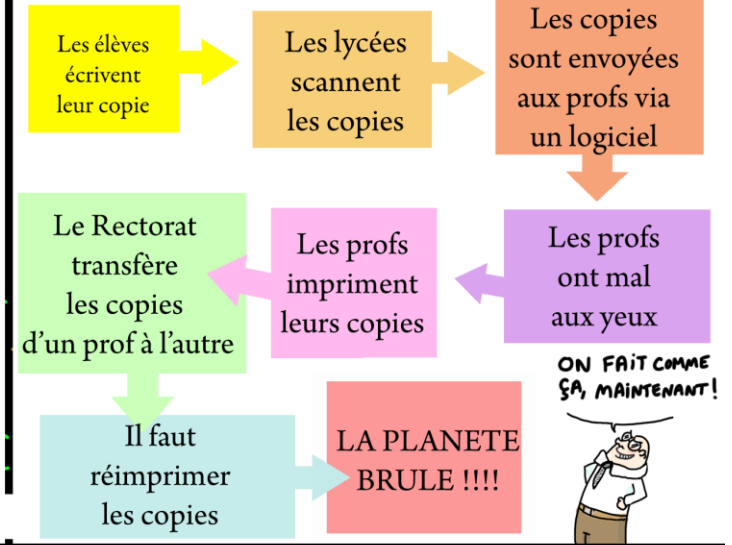 Les élèves
écrivent
leur copie
Les lycées
scannent
les copies
Les copies
sont envoyées
aux profs via
un logiciel
Les profs
ont mal
aux yeux
Les profs
impriment
leurs copies
Le Rectorat
transfère
les copies
d'un prof à l'autre
Il faut
réimprimer
les copies
LA PLANETE
BRULE !!!!
ON FAIT COMME
ÇA, MAINTENANT!